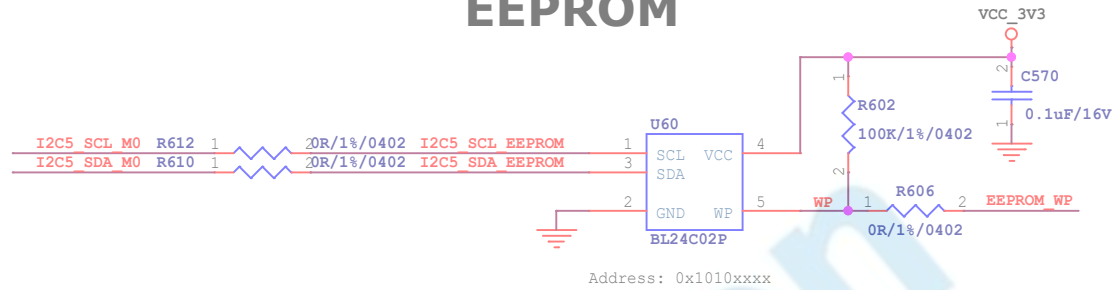 EEPROM
VCC_3V3
2
C570
0.1uF/16V
1
1
R602
100K/1%/0402
2
U60
I2C5_SCL_M0 R612 1 2 0R/1%/0402 I2C5_SCL_EEPROM 1 SCL VCC 4
I2C5_SDA_M0 R610 1 2 0R/1%/0402 I2C5_SDA_EEPROM 3 SDA
2 GND WP 5 WP 1 R606 2 EEPROM_WP
0R/1%/0402
BL24C02P
Address: 0x1010xxxx